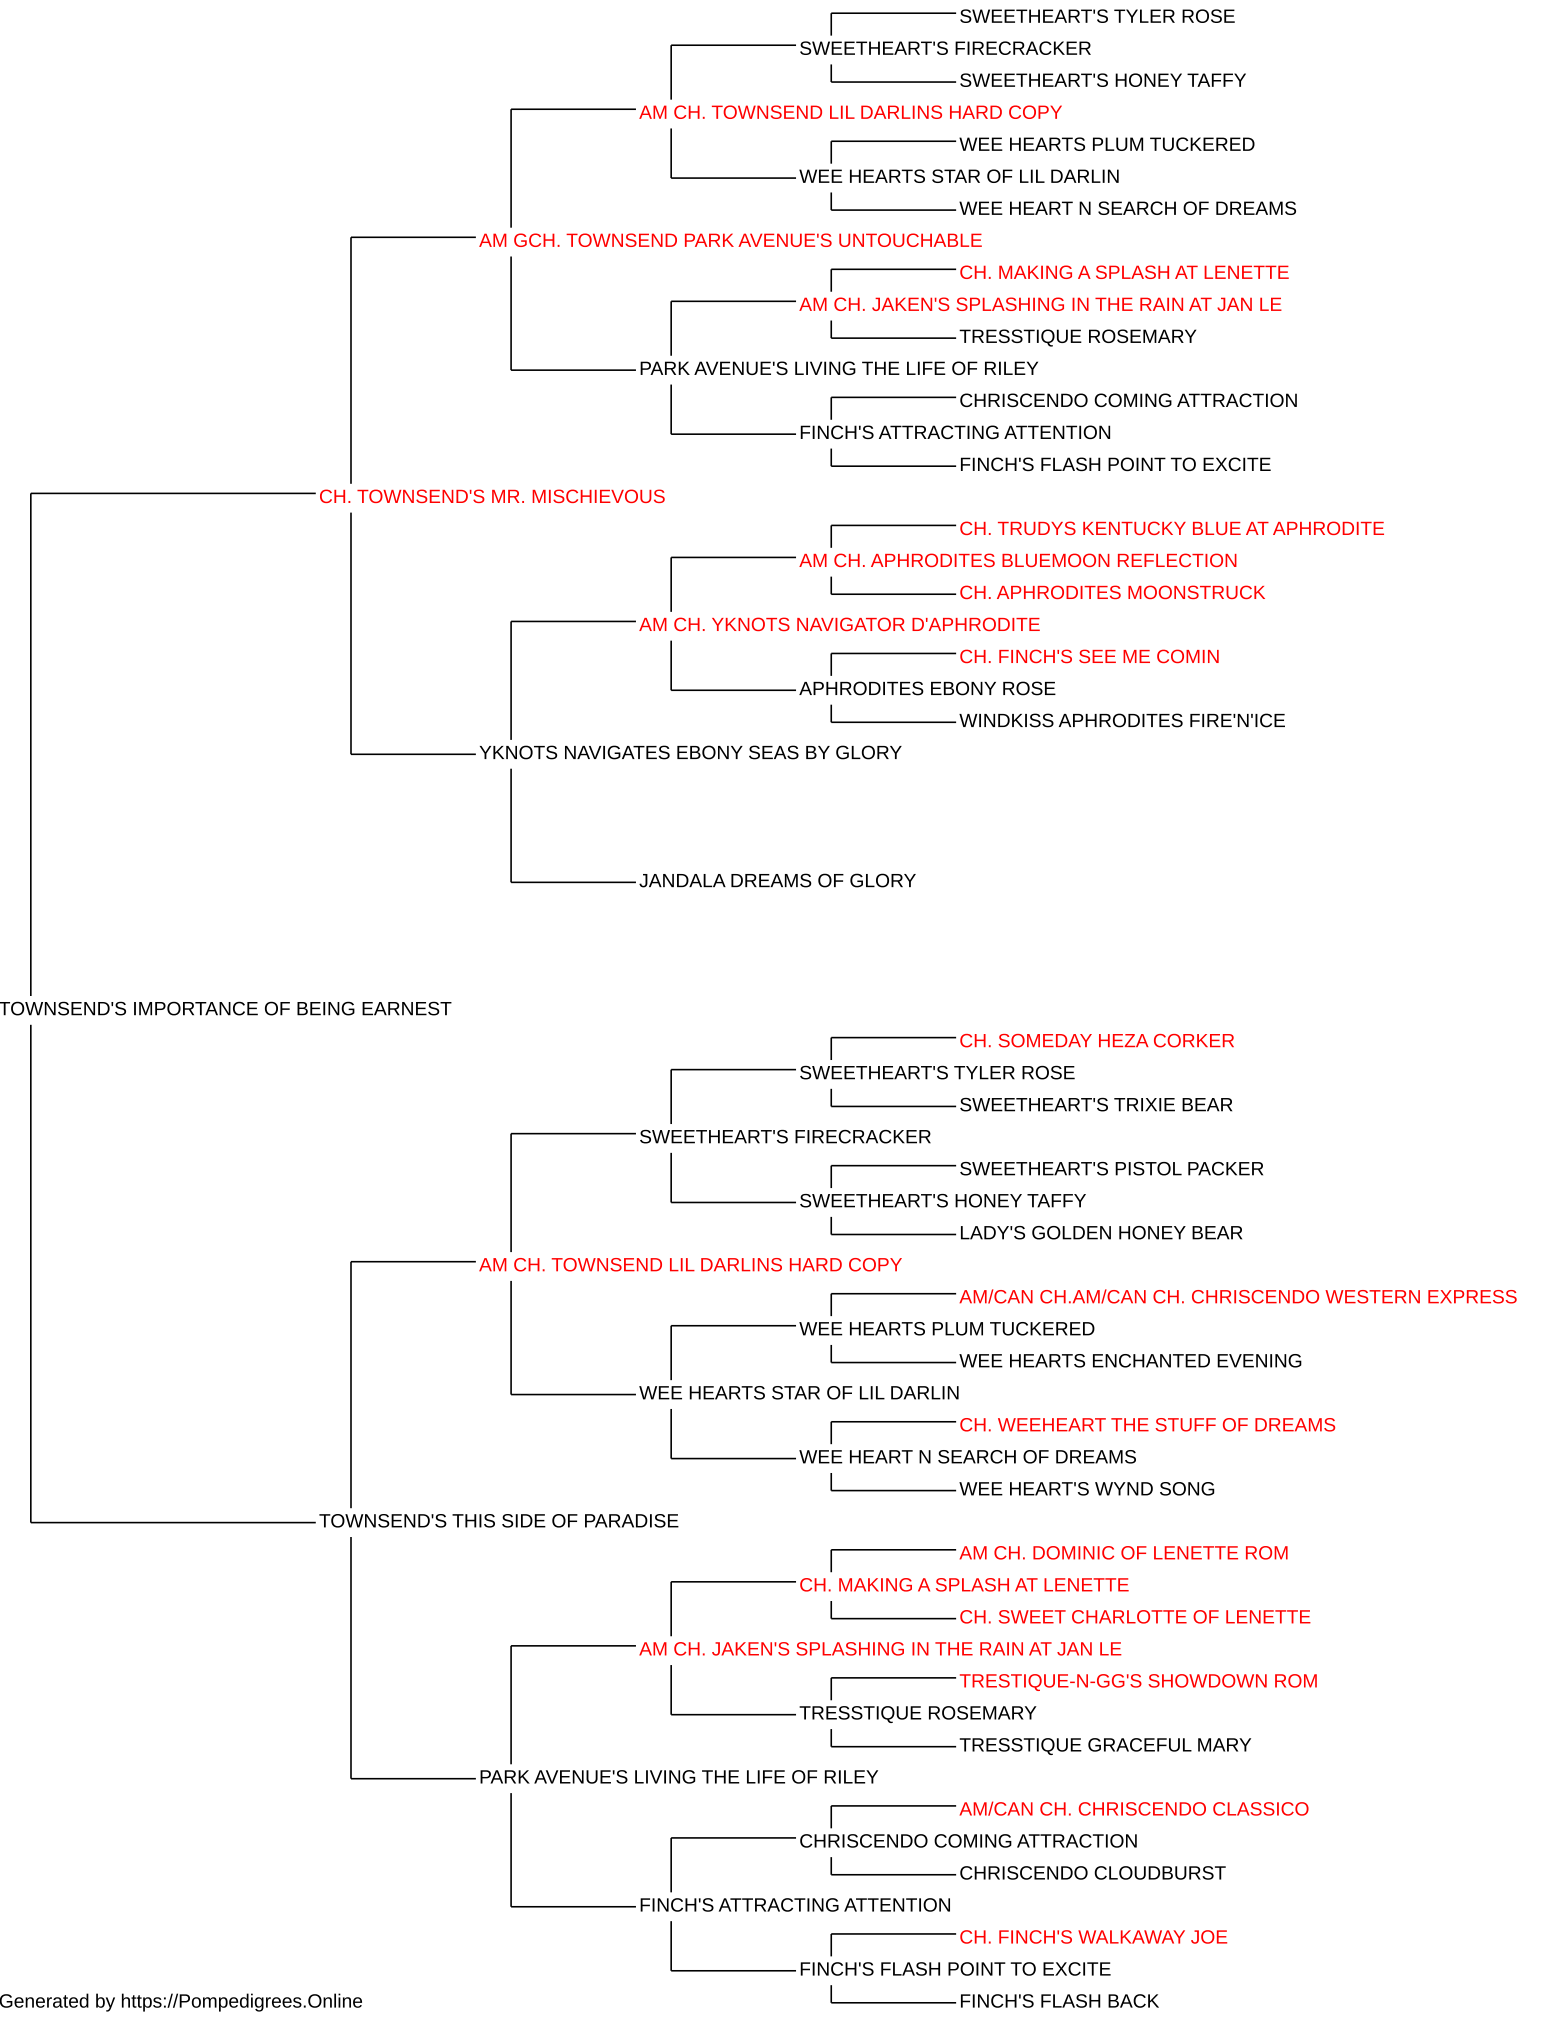 SWEETHEART'S TYLER ROSE
SWEETHEART'S FIRECRACKER
SWEETHEART'S HONEY TAFFY
AM CH. TOWNSEND LIL DARLINS HARD COPY
WEE HEARTS PLUM TUCKERED
WEE HEARTS STAR OF LIL DARLIN
WEE HEART N SEARCH OF DREAMS
AM GCH. TOWNSEND PARK AVENUE'S UNTOUCHABLE
CH. MAKING A SPLASH AT LENETTE
AM CH. JAKEN'S SPLASHING IN THE RAIN AT JAN LE
TRESSTIQUE ROSEMARY
PARK AVENUE'S LIVING THE LIFE OF RILEY
CHRISCENDO COMING ATTRACTION
FINCH'S ATTRACTING ATTENTION
FINCH'S FLASH POINT TO EXCITE
CH. TOWNSEND'S MR. MISCHIEVOUS
CH. TRUDYS KENTUCKY BLUE AT APHRODITE
AM CH. APHRODITES BLUEMOON REFLECTION
CH. APHRODITES MOONSTRUCK
AM CH. YKNOTS NAVIGATOR D'APHRODITE
CH. FINCH'S SEE ME COMIN
APHRODITES EBONY ROSE
WINDKISS APHRODITES FIRE'N'ICE
YKNOTS NAVIGATES EBONY SEAS BY GLORY
JANDALA DREAMS OF GLORY
TOWNSEND'S IMPORTANCE OF BEING EARNEST
CH. SOMEDAY HEZA CORKER
SWEETHEART'S TYLER ROSE
SWEETHEART'S TRIXIE BEAR
SWEETHEART'S FIRECRACKER
SWEETHEART'S PISTOL PACKER
SWEETHEART'S HONEY TAFFY
LADY'S GOLDEN HONEY BEAR
AM CH. TOWNSEND LIL DARLINS HARD COPY
AM/CAN CH.AM/CAN CH. CHRISCENDO WESTERN EXPRESS
WEE HEARTS PLUM TUCKERED
WEE HEARTS ENCHANTED EVENING
WEE HEARTS STAR OF LIL DARLIN
CH. WEEHEART THE STUFF OF DREAMS
WEE HEART N SEARCH OF DREAMS
WEE HEART'S WYND SONG
TOWNSEND'S THIS SIDE OF PARADISE
AM CH. DOMINIC OF LENETTE ROM
CH. MAKING A SPLASH AT LENETTE
CH. SWEET CHARLOTTE OF LENETTE
AM CH. JAKEN'S SPLASHING IN THE RAIN AT JAN LE
TRESTIQUE-N-GG'S SHOWDOWN ROM
TRESSTIQUE ROSEMARY
TRESSTIQUE GRACEFUL MARY
PARK AVENUE'S LIVING THE LIFE OF RILEY
AM/CAN CH. CHRISCENDO CLASSICO
CHRISCENDO COMING ATTRACTION
CHRISCENDO CLOUDBURST
FINCH'S ATTRACTING ATTENTION
CH. FINCH'S WALKAWAY JOE
FINCH'S FLASH POINT TO EXCITE
FINCH'S FLASH BACK
Generated by https://Pompedigrees.Online